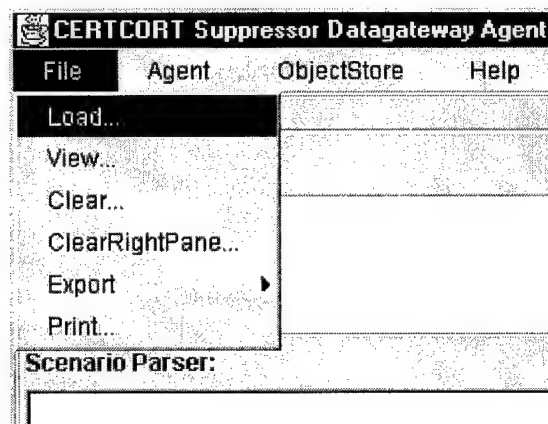 CERTCORT Suppressor Datagateway Agent
File Agent ObjectStore Help
Load...
View...
Clear...
ClearRightPane...
Export
Print...
Scenario Parser: